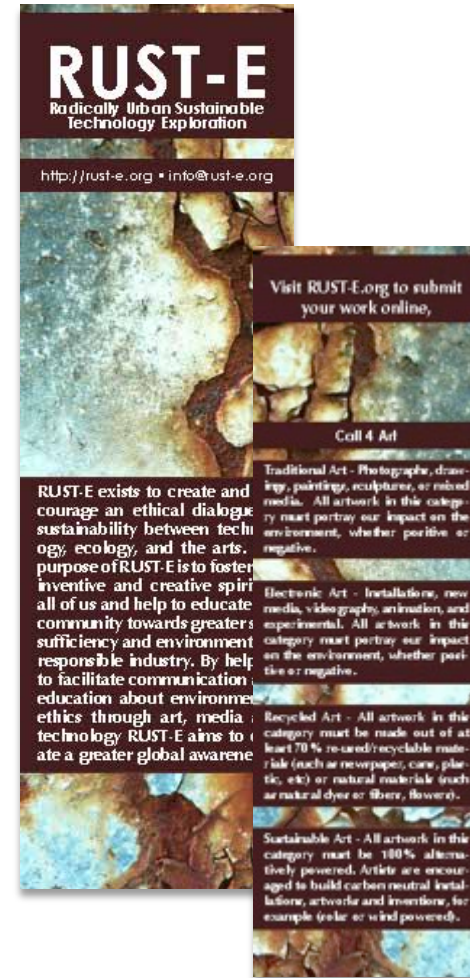 RUST-E
Radically Urban Sustainable
Technology Exploration
http://rust-e.org ▪ info@rust-e.org
RUST-E exists to create and
courage an ethical dialogue
sustainability between techn
ogy, ecology, and the arts.
purpose of RUST-E is to foster
inventive and creative spiri
all of us and help to educate
community towards greater s
sufficiency and environment
responsible industry. By help
to facilitate communication
education about environme
ethics through art, media
technology RUST-E aims to
ate a greater global awarene
Visit RUST-E.org to submit
your work online,
Call 4 Art
Traditional Art - Photographs, draw-
ings, paintings, sculptures, or mixed
media. All artwork in this catego-
ry must portray our impact on the
environment, whether positive or
negative.
Electronic Art - Installations, new
media, videography, animation, and
experimental. All artwork in this
category must portray our impact
on the environment, whether posi-
tive or negative.
Recycled Art - All artwork in this
category must be made out of at
least 70 % re-used/recyclable mate-
rials (such as newspaper, cans, plas-
tic, etc) or natural materials (such
as natural dyes or fibers, flowers).
Sustainable Art - All artwork in this
category must be 100% alterna-
tively powered. Artists are encour-
aged to build carbon neutral instal-
lations, artworks and inventions, for
example (solar or wind powered).